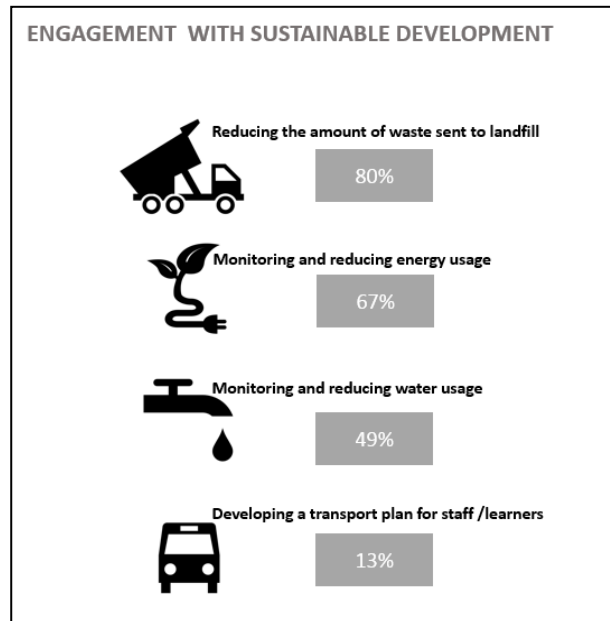 ENGAGEMENT WITH SUSTAINABLE DEVELOPMENT
Reducing the amount of waste sent to landfill
80%
Monitoring and reducing energy usage
67%
Monitoring and reducing water usage
49%
Developing a transport plan for staff /learners
13%